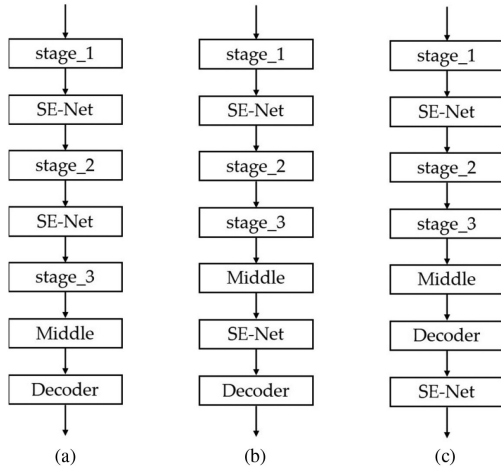 stage_1
SE-Net
stage_2
SE-Net
stage_3
Middle
Decoder
(a)
stage_1
SE-Net
stage_2
stage_3
Middle
SE-Net
Decoder
(b)
stage_1
SE-Net
stage_2
stage_3
Middle
Decoder
SE-Net
(c)